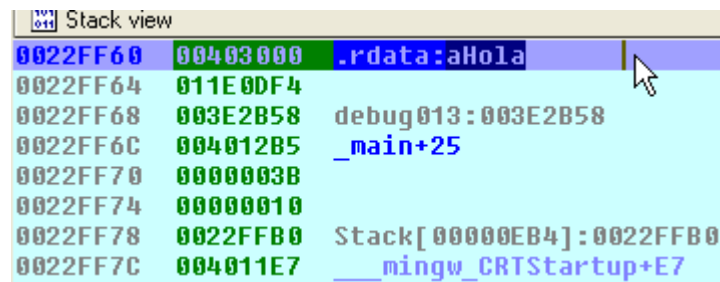 Stack view
0022FF60 00403000 .rdata:aHola
0022FF64 011E0DF4
0022FF68 003E2B58 debug013:003E2B58
0022FF6C 004012B5 _main+25
0022FF70 0000003B
0022FF74 00000010
0022FF78 0022FFB0 Stack[00000EB4]:0022FFB0
0022FF7C 004011E7 ___mingw_CRTStartup+E7